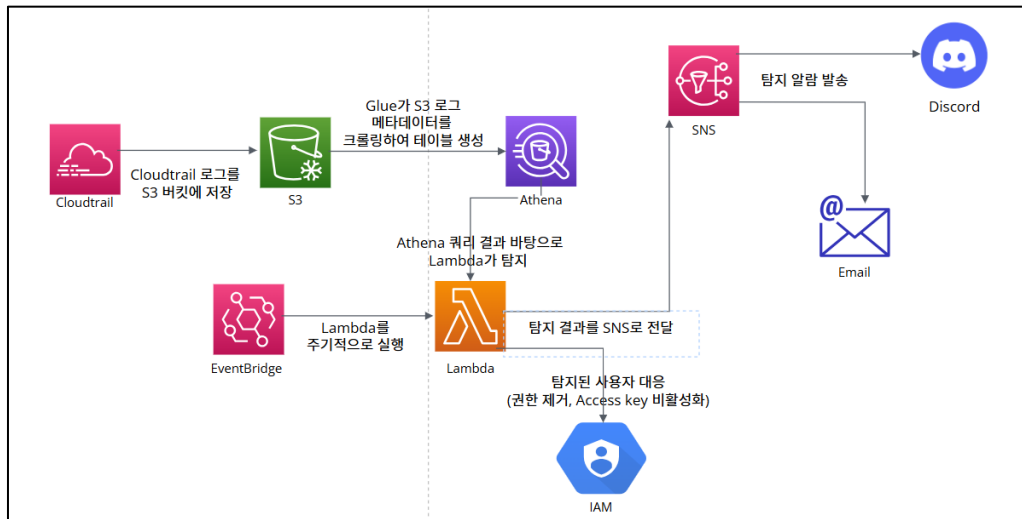 Cloudtrail
Cloudtrail 로그를
S3 버킷에 저장
S3
Glue가 S3 로그
메타데이터를
크롤링하여 테이블 생성
Athena
Athena 쿼리 결과 바탕으로
Lambda가 탐지
EventBridge
Lambda를
주기적으로 실행
Lambda
탐지 결과를 SNS로 전달
탐지된 사용자 대응
(권한 제거, Access key 비활성화)
IAM
SNS
탐지 알람 발송
Discord
@
Email